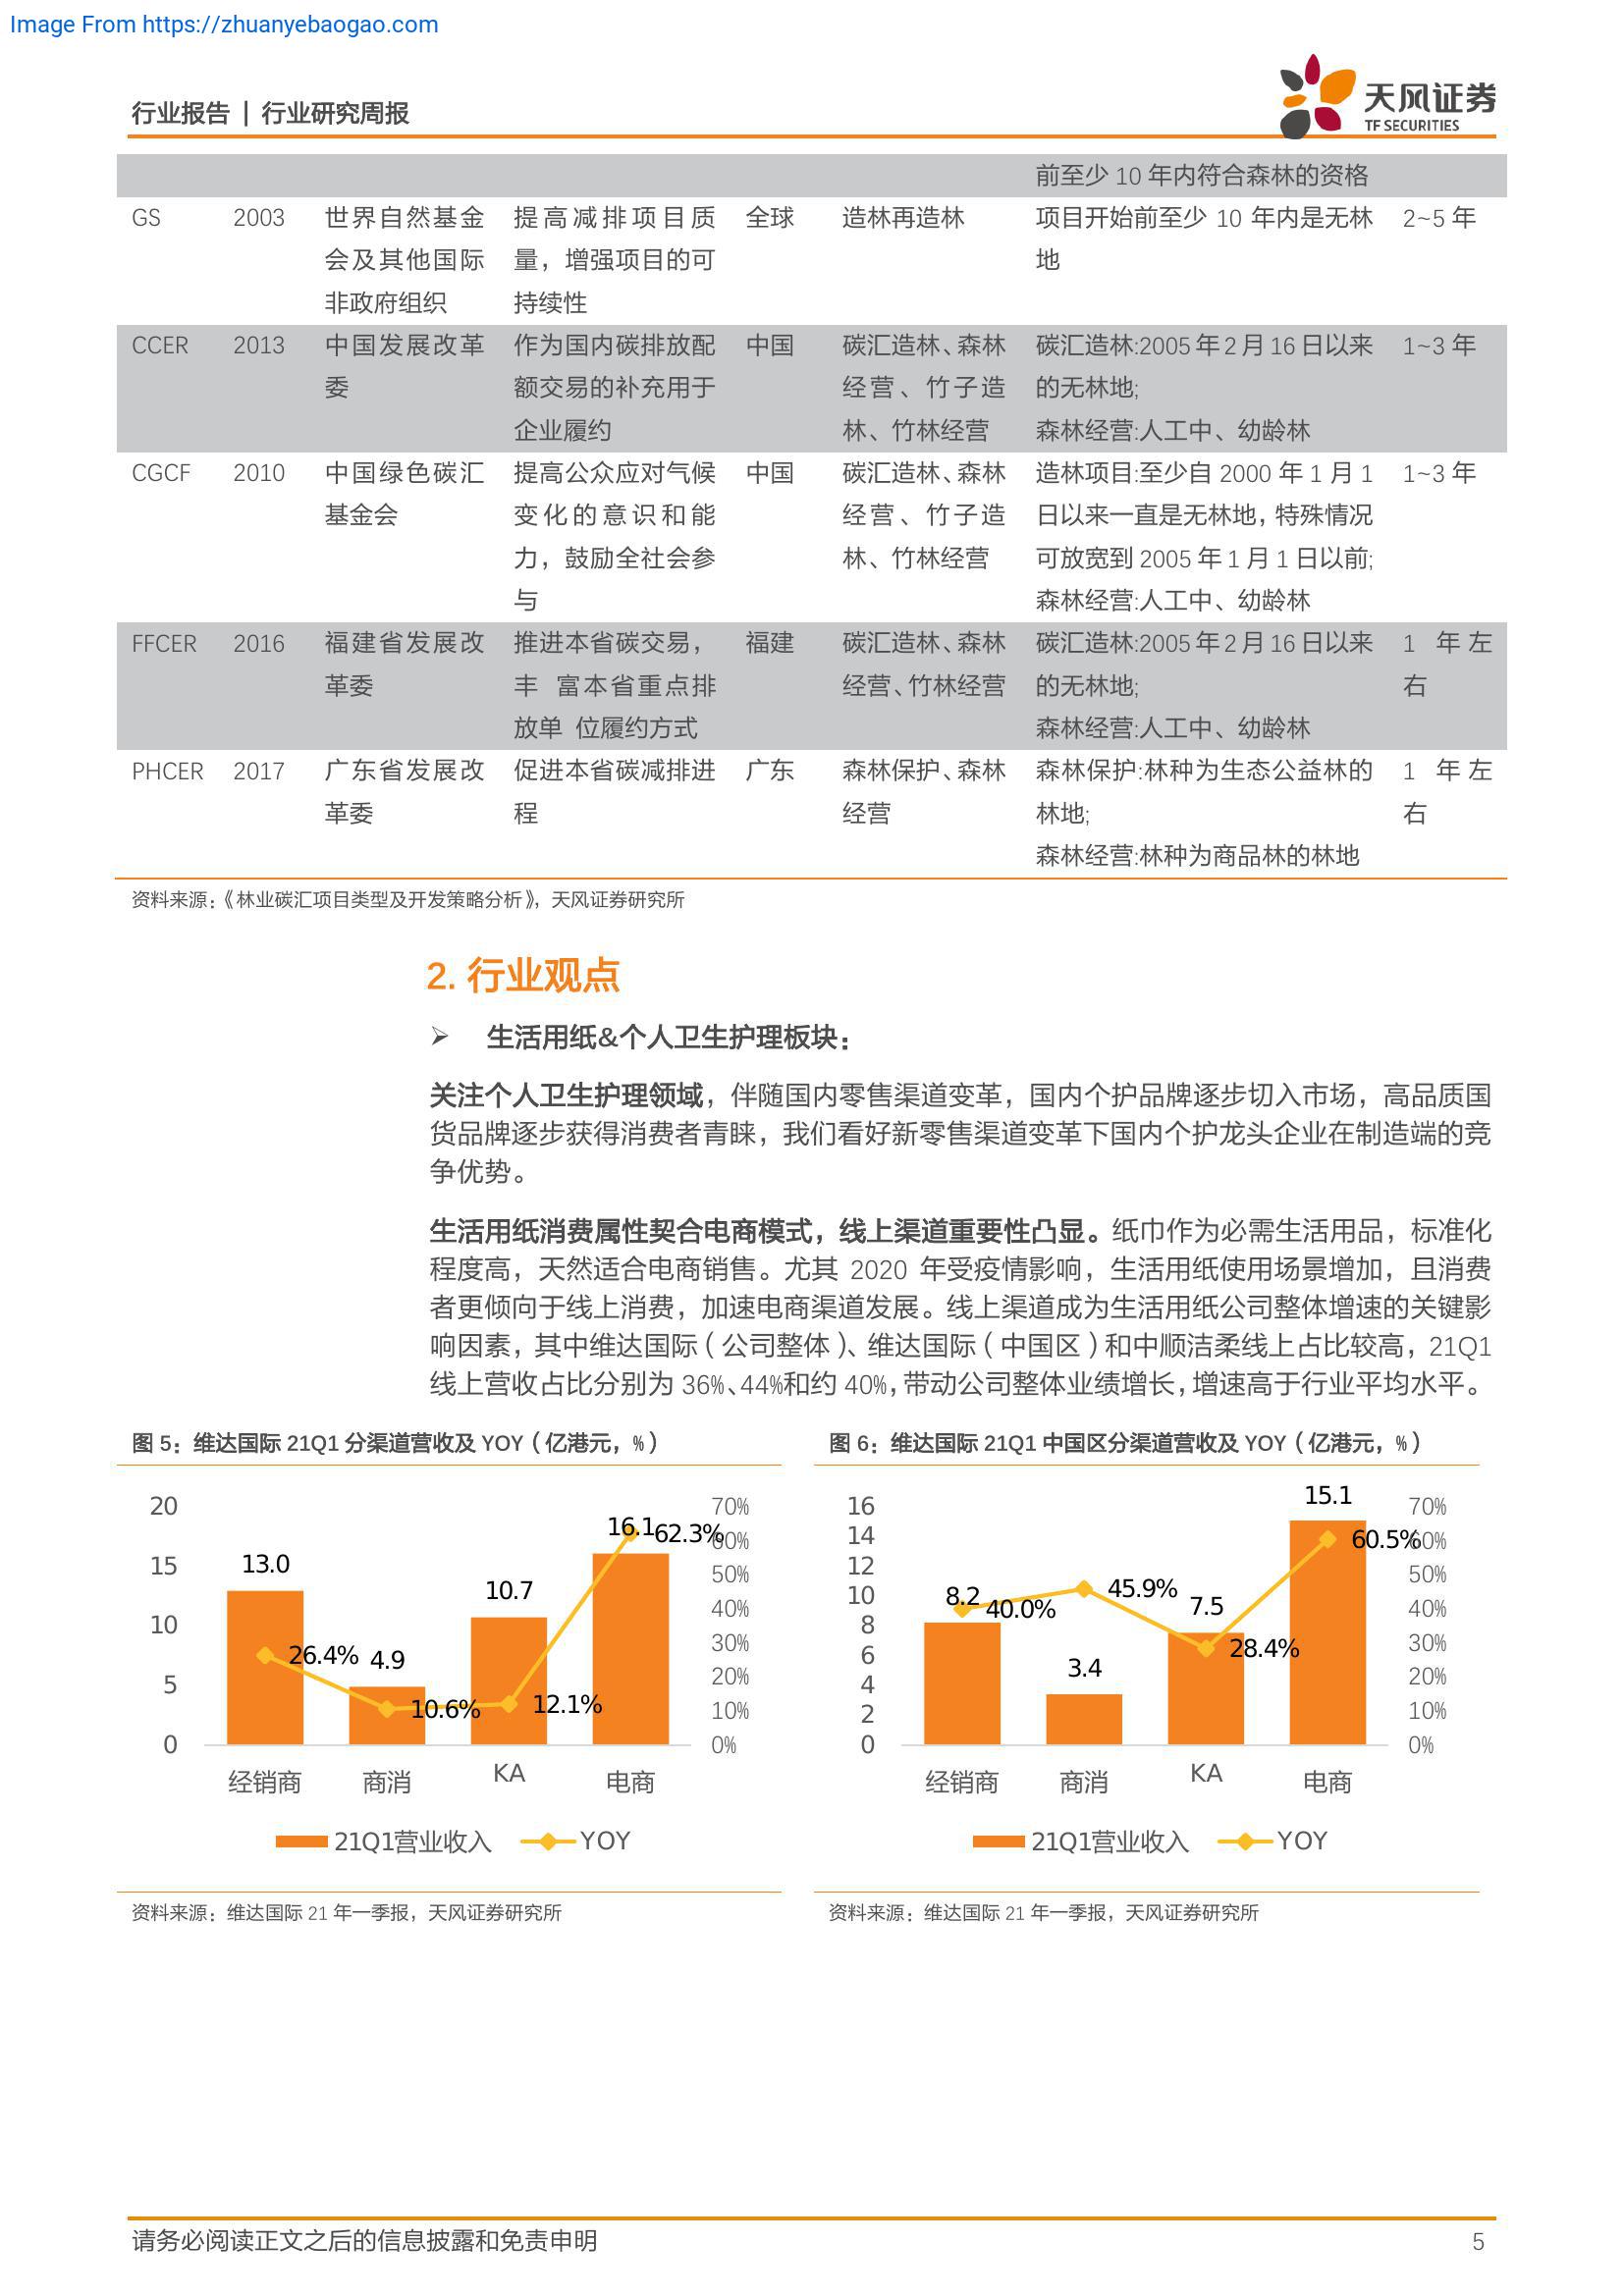 Image From https://zhuanyebaogao.com
行业报告 | 行业研究周报
天风证券
TF SECURITIES
前至少 10 年内符合森林的资格
GS 2003 世界自然基金 提高减排项目质 全球 造林再造林 项目开始前至少 10 年内是无林 2~5 年
会及其他国际 量，增强项目的可 地
非政府组织 持续性
CCER 2013 中国发展改革 作为国内碳排放配 中国 碳汇造林、森林 碳汇造林:2005 年 2 月 16 日以来 1~3 年
委 额交易的补充用于 经营、竹子造 的无林地;
企业履约 林、竹林经营 森林经营:人工中、幼龄林
CGCF 2010 中国绿色碳汇 提高公众应对气候 中国 碳汇造林、森林 造林项目:至少自 2000 年 1 月 1 1~3 年
基金会 变化的意识和能 经营、竹子造 日以来一直是无林地，特殊情况
力，鼓励全社会参 林、竹林经营 可放宽到 2005 年 1 月 1 日以前;
与 森林经营:人工中、幼龄林
FFCER 2016 福建省发展改 推进本省碳交易， 福建 碳汇造林、森林 碳汇造林:2005 年 2 月 16 日以来 1 年左
革委 丰 富本省重点排 经营、竹林经营 的无林地; 右
放单 位履约方式 森林经营:人工中、幼龄林
PHCER 2017 广东省发展改 促进本省碳减排进 广东 森林保护、森林 森林保护:林种为生态公益林的 1 年左
革委 程 经营 林地; 右
森林经营:林种为商品林的林地
资料来源：《林业碳汇项目类型及开发策略分析》，天风证券研究所
2. 行业观点
➢ 生活用纸&个人卫生护理板块：
关注个人卫生护理领域，伴随国内零售渠道变革，国内个护品牌逐步切入市场，高品质国
货品牌逐步获得消费者青睐，我们看好新零售渠道变革下国内个护龙头企业在制造端的竞
争优势。
生活用纸消费属性契合电商模式，线上渠道重要性凸显。纸巾作为必需生活用品，标准化
程度高，天然适合电商销售。尤其 2020 年受疫情影响，生活用纸使用场景增加，且消费
者更倾向于线上消费，加速电商渠道发展。线上渠道成为生活用纸公司整体增速的关键影
响因素，其中维达国际（公司整体）、维达国际（中国区）和中顺洁柔线上占比较高，21Q1
线上营收占比分别为 36%、44%和约 40%，带动公司整体业绩增长，增速高于行业平均水平。
图 5：维达国际 21Q1 分渠道营收及 YOY（亿港元，%）
20
15
10
5
0
70%
60%
50%
40%
30%
20%
10%
0%
13.0
4.9
10.7
16.1
26.4%
10.6%
12.1%
62.3%
经销商 商消 KA 电商
21Q1营业收入 YOY
资料来源：维达国际 21 年一季报，天风证券研究所
图 6：维达国际 21Q1 中国区分渠道营收及 YOY（亿港元，%）
16
14
12
10
8
6
4
2
0
70%
60%
50%
40%
30%
20%
10%
0%
8.2
3.4
7.5
15.1
40.0%
45.9%
28.4%
60.5%
经销商 商消 KA 电商
21Q1营业收入 YOY
资料来源：维达国际 21 年一季报，天风证券研究所
请务必阅读正文之后的信息披露和免责申明 5